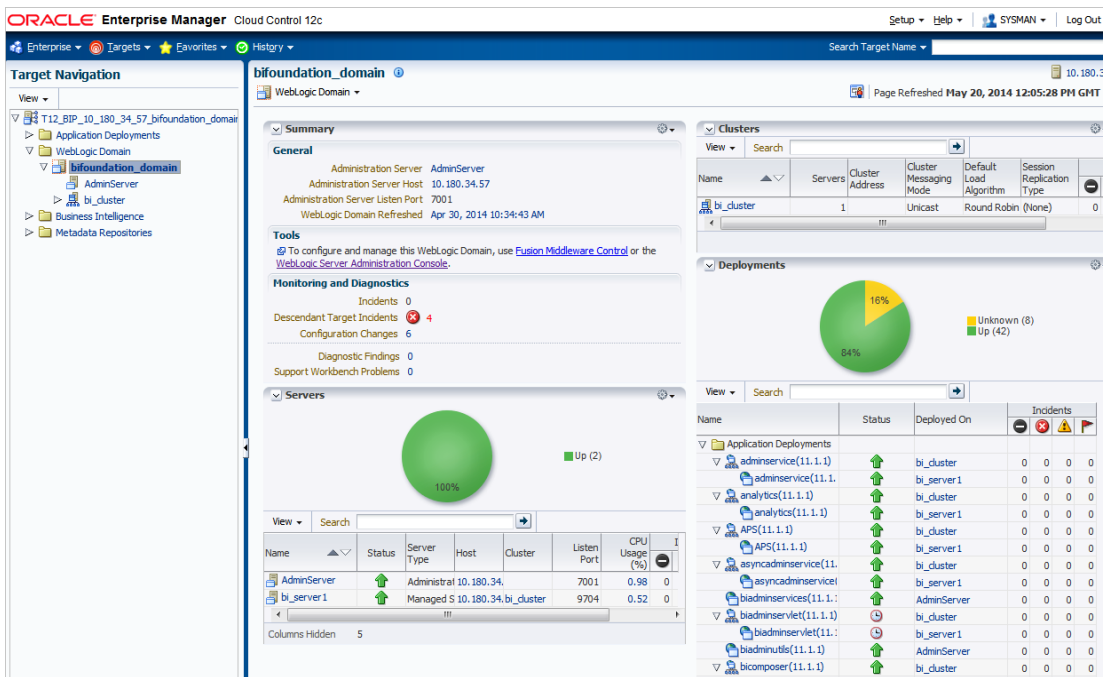 ORACLE Enterprise Manager Cloud Control 12c
Setup Help SYSMAN Log Out
Enterprise Targets Favorites History
Search Target Name
Target Navigation
View
T12_BIP_10_180_34_57_bifoundation_domain
Application Deployments
WebLogic Domain
bifoundation_domain
AdminServer
bi_cluster
Business Intelligence
Metadata Repositories
bifoundation_domain
10.180.3
WebLogic Domain
Page Refreshed May 20, 2014 12:05:28 PM GMT
Summary
General
Administration Server AdminServer
Administration Server Host 10.180.34.57
Administration Server Listen Port 7001
WebLogic Domain Refreshed Apr 30, 2014 10:34:43 AM
Tools
To configure and manage this WebLogic Domain, use Fusion Middleware Control or the
WebLogic Server Administration Console.
Monitoring and Diagnostics
Incidents 0
Descendant Target Incidents 4
Configuration Changes 6
Diagnostic Findings 0
Support Workbench Problems 0
Servers
100%
Up (2)
View Search
Name Status Server Type Host Cluster Listen Port CPU Usage (%) I
AdminServer Administrat 10.180.34. 7001 0.98 0
bi_server1 Managed S 10.180.34. bi_cluster 9704 0.52 0
Columns Hidden 5
Clusters
View Search
Name Servers Cluster Address Cluster Messaging Mode Default Load Algorithm Session Replication Type
bi_cluster 1 Unicast Round Robin (None) 0
Deployments
16%
84%
Unknown (8)
Up (42)
View Search
Name Status Deployed On Incidents
Application Deployments
adminservice(11.1.1) bi_cluster 0 0 0 0
adminservice(11.1. bi_server1 0 0 0 0
analytics(11.1.1) bi_cluster 0 0 0 0
analytics(11.1.1) bi_server1 0 0 0 0
APS(11.1.1) bi_cluster 0 0 0 0
APS(11.1.1) bi_server1 0 0 0 0
asyncadminservice(11. bi_cluster 0 0 0 0
asyncadminservice( bi_server1 0 0 0 0
biadminservices(11.1. AdminServer 0 0 0 0
biadminservlet(11.1.1) bi_cluster 0 0 0 0
biadminservlet(11. bi_server1 0 0 0 0
biadminutils(11.1.1) AdminServer 0 0 0 0
bicomposer(11.1.1) bi_cluster 0 0 0 0